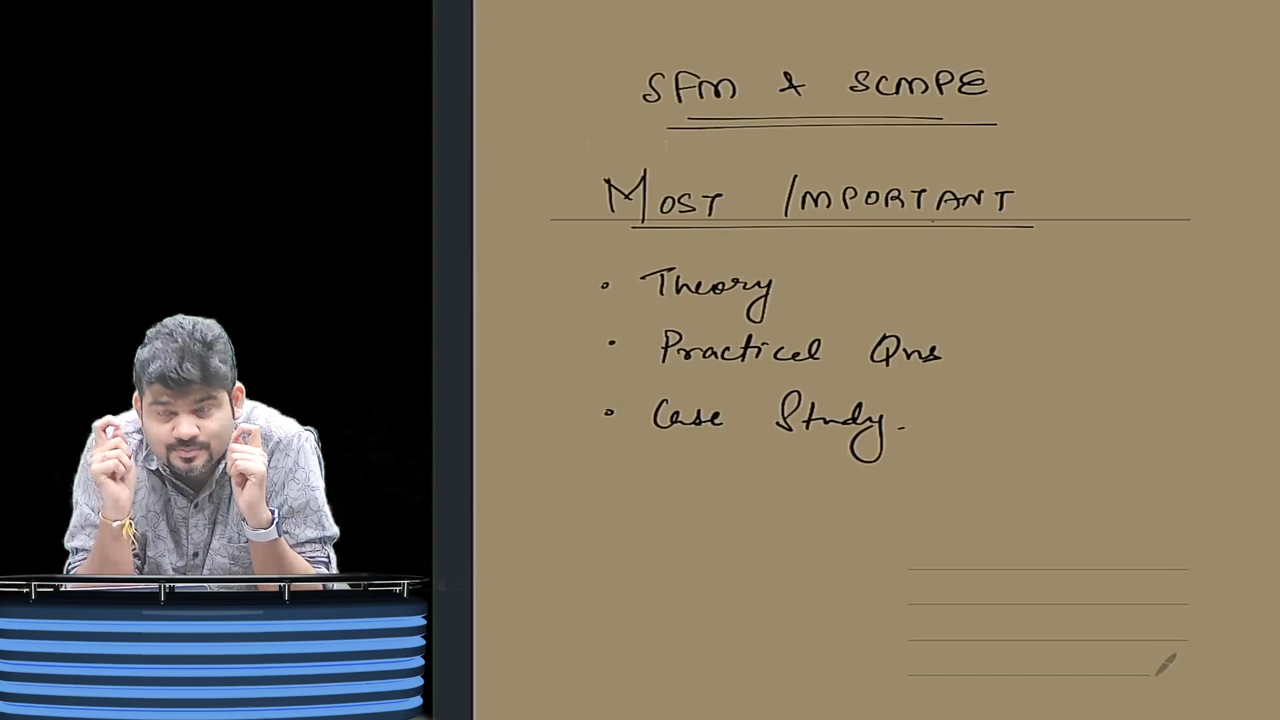 SFM & SCMPE
MOST IMPORTANT
• Theory
• Practical Qns
• Case Study.